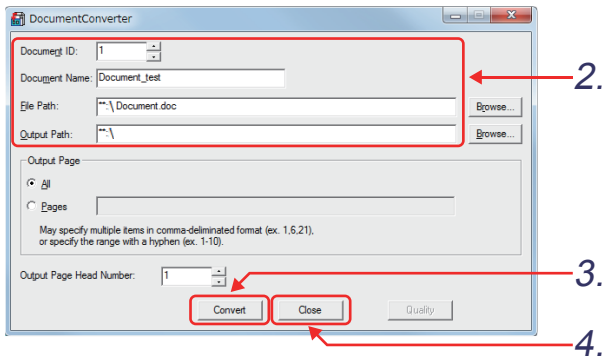 DocumentConverter
Document ID: 1
Document Name: Document_test
2.
File Path: **:\ Document.doc Browse...
Output Path: **:\ Browse...
Output Page
All
Pages
May specify multiple items in comma-deliminated format (ex. 1,6,21),
or specify the range with a hyphen (ex. 1-10).
Output Page Head Number: 1
3.
Convert Close Quality
4.